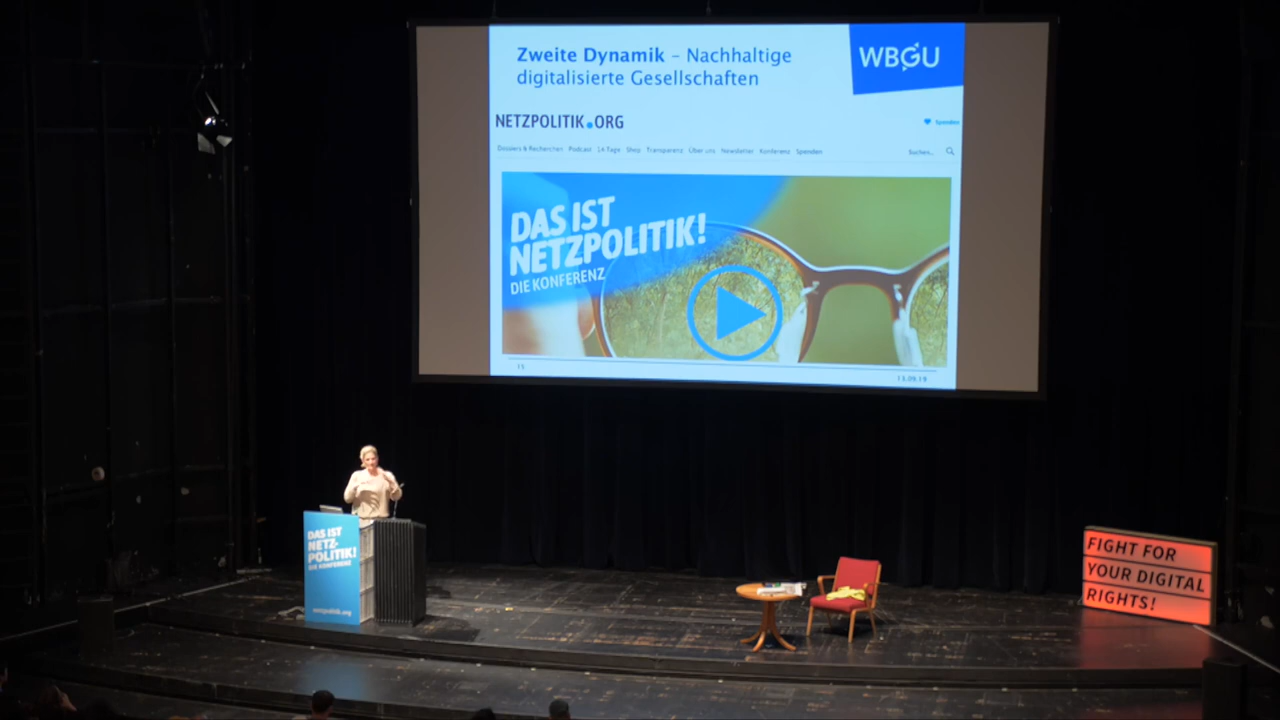 Zweite Dynamik – Nachhaltige
digitalisierte Gesellschaften
WBGU
NETZPOLITIK.ORG
Spenden
Dossiers & Recherchen Podcast 14 Tage Shop Transparenz Über uns Newsletter Konferenz Spenden
Suchen...
DAS IST
NETZPOLITIK!
DIE KONFERENZ
15
13.09.19
DAS IST
NETZ-
POLITIK!
DIE KONFERENZ
netzpolitik.org
FIGHT FOR
YOUR DIGITAL
RIGHTS!